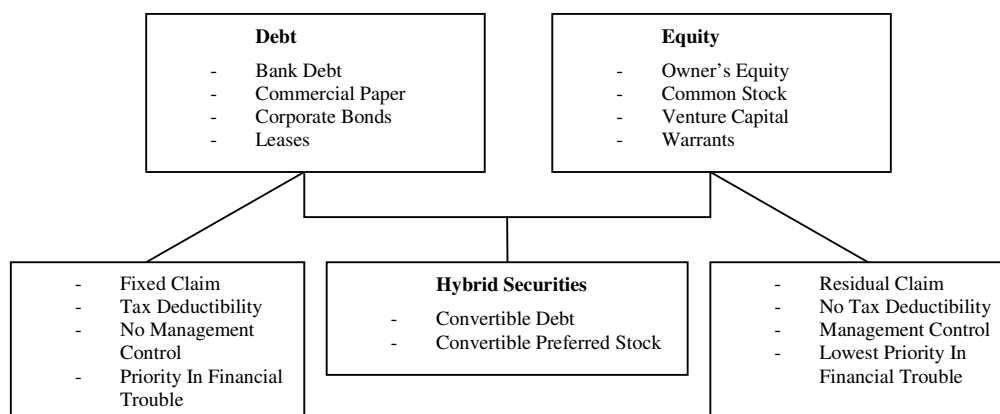 Debt
- Bank Debt
- Commercial Paper
- Corporate Bonds
- Leases
Equity
- Owner’s Equity
- Common Stock
- Venture Capital
- Warrants
- Fixed Claim
- Tax Deductibility
- No Management
Control
- Priority In Financial
Trouble
Hybrid Securities
- Convertible Debt
- Convertible Preferred Stock
- Residual Claim
- No Tax Deductibility
- Management Control
- Lowest Priority In
Financial Trouble